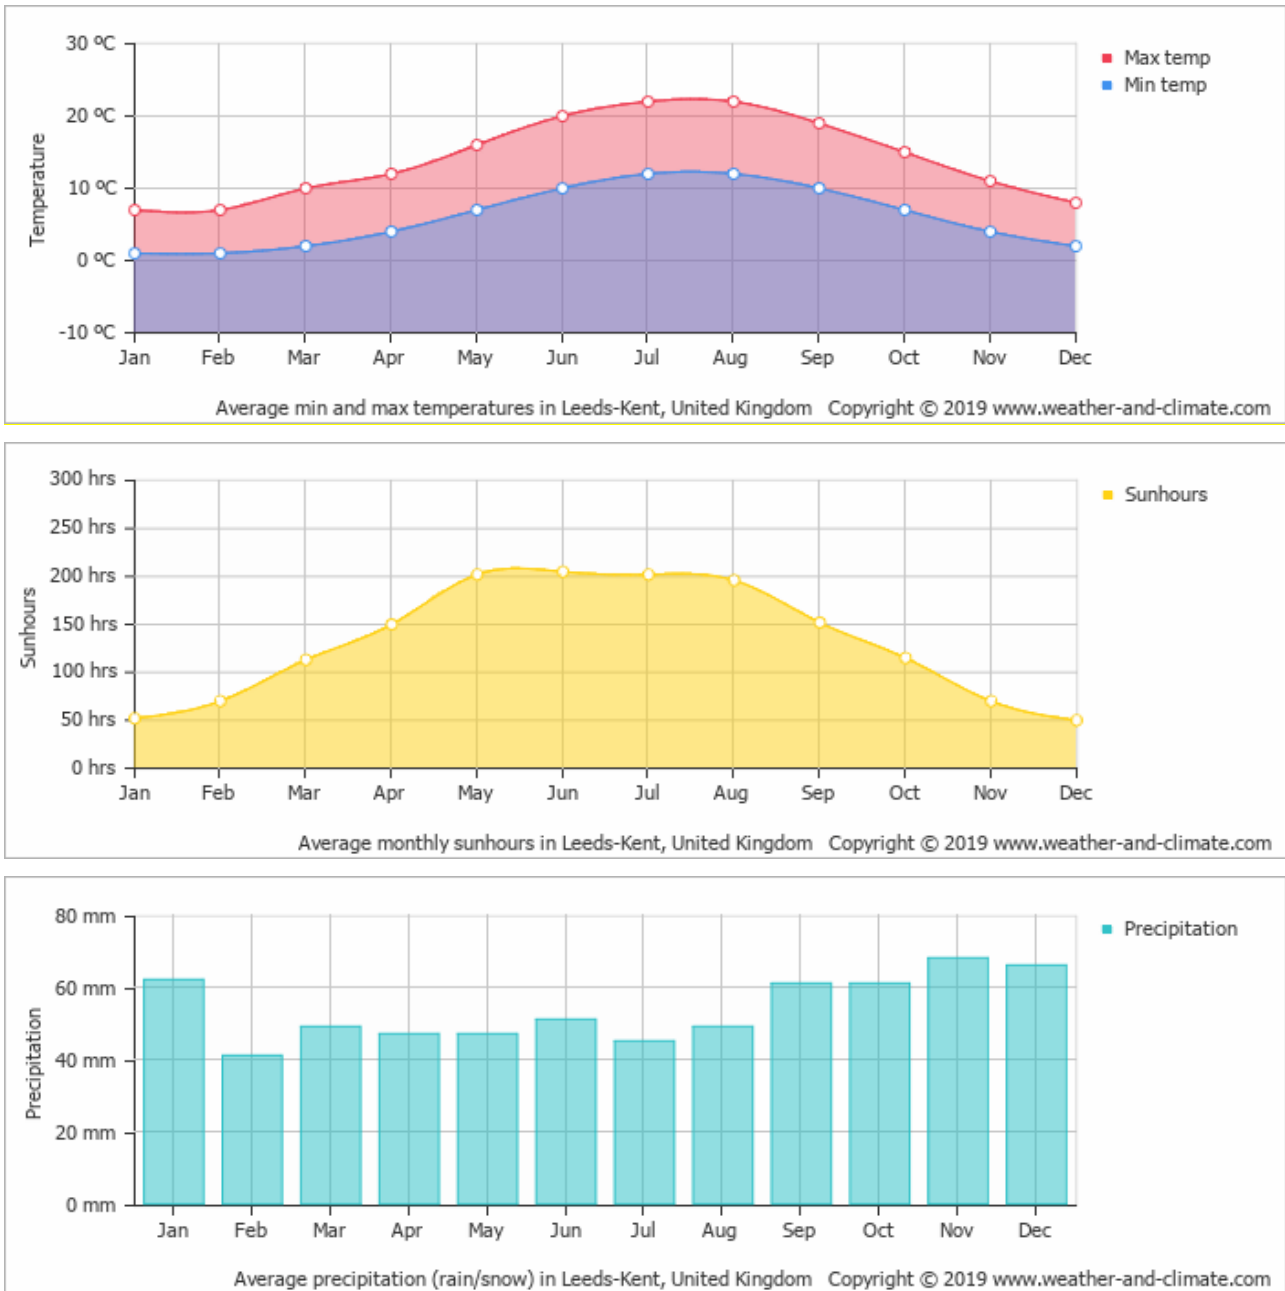 30 ºC
20 ºC
10 ºC
0 ºC
-10 ºC
Temperature
Max temp
Min temp
Jan Feb Mar Apr May Jun Jul Aug Sep Oct Nov Dec
Average min and max temperatures in Leeds-Kent, United Kingdom Copyright © 2019 www.weather-and-climate.com
300 hrs
250 hrs
200 hrs
150 hrs
100 hrs
50 hrs
0 hrs
Sunhours
Sunhours
Jan Feb Mar Apr May Jun Jul Aug Sep Oct Nov Dec
Average monthly sunhours in Leeds-Kent, United Kingdom Copyright © 2019 www.weather-and-climate.com
80 mm
60 mm
40 mm
20 mm
0 mm
Precipitation
Precipitation
Jan Feb Mar Apr May Jun Jul Aug Sep Oct Nov Dec
Average precipitation (rain/snow) in Leeds-Kent, United Kingdom Copyright © 2019 www.weather-and-climate.com